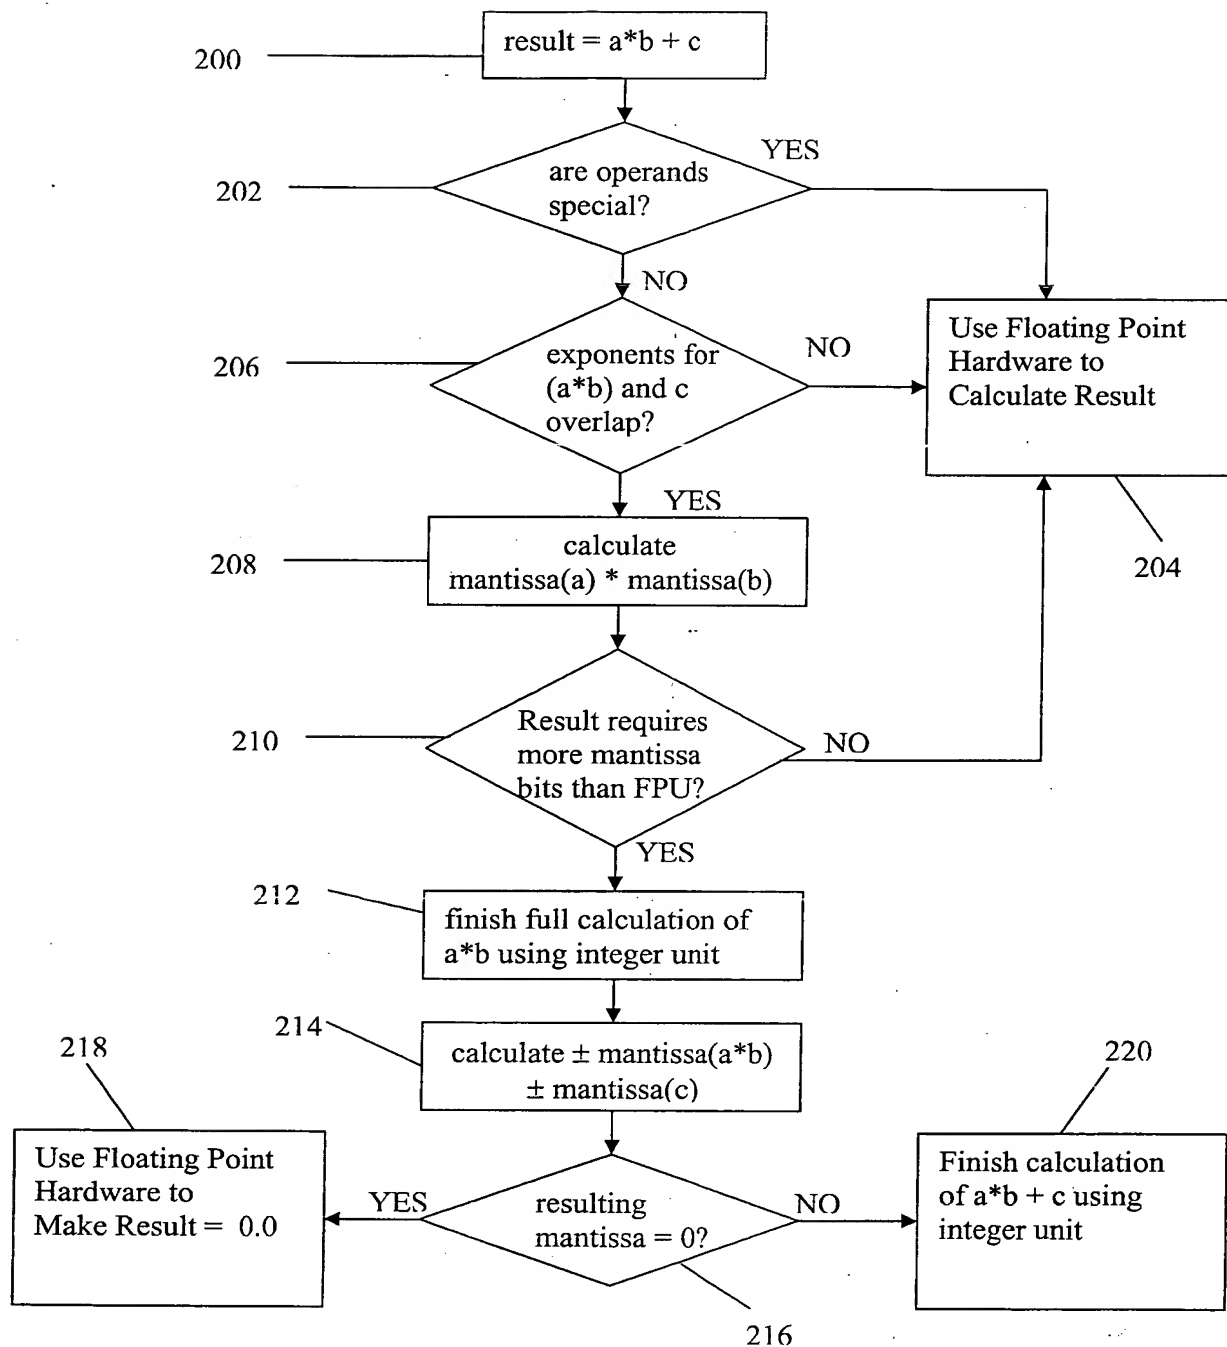 200
result = a*b + c
202
are operands
special?
YES
NO
206
exponents for
(a*b) and c
overlap?
NO
Use Floating Point
Hardware to
Calculate Result
204
YES
208
calculate
mantissa(a) * mantissa(b)
210
Result requires
more mantissa
bits than FPU?
NO
YES
212
finish full calculation of
a*b using integer unit
214
calculate ± mantissa(a*b)
± mantissa(c)
218
Use Floating Point
Hardware to
Make Result = 0.0
YES
resulting
mantissa = 0?
NO
216
220
Finish calculation
of a*b + c using
integer unit